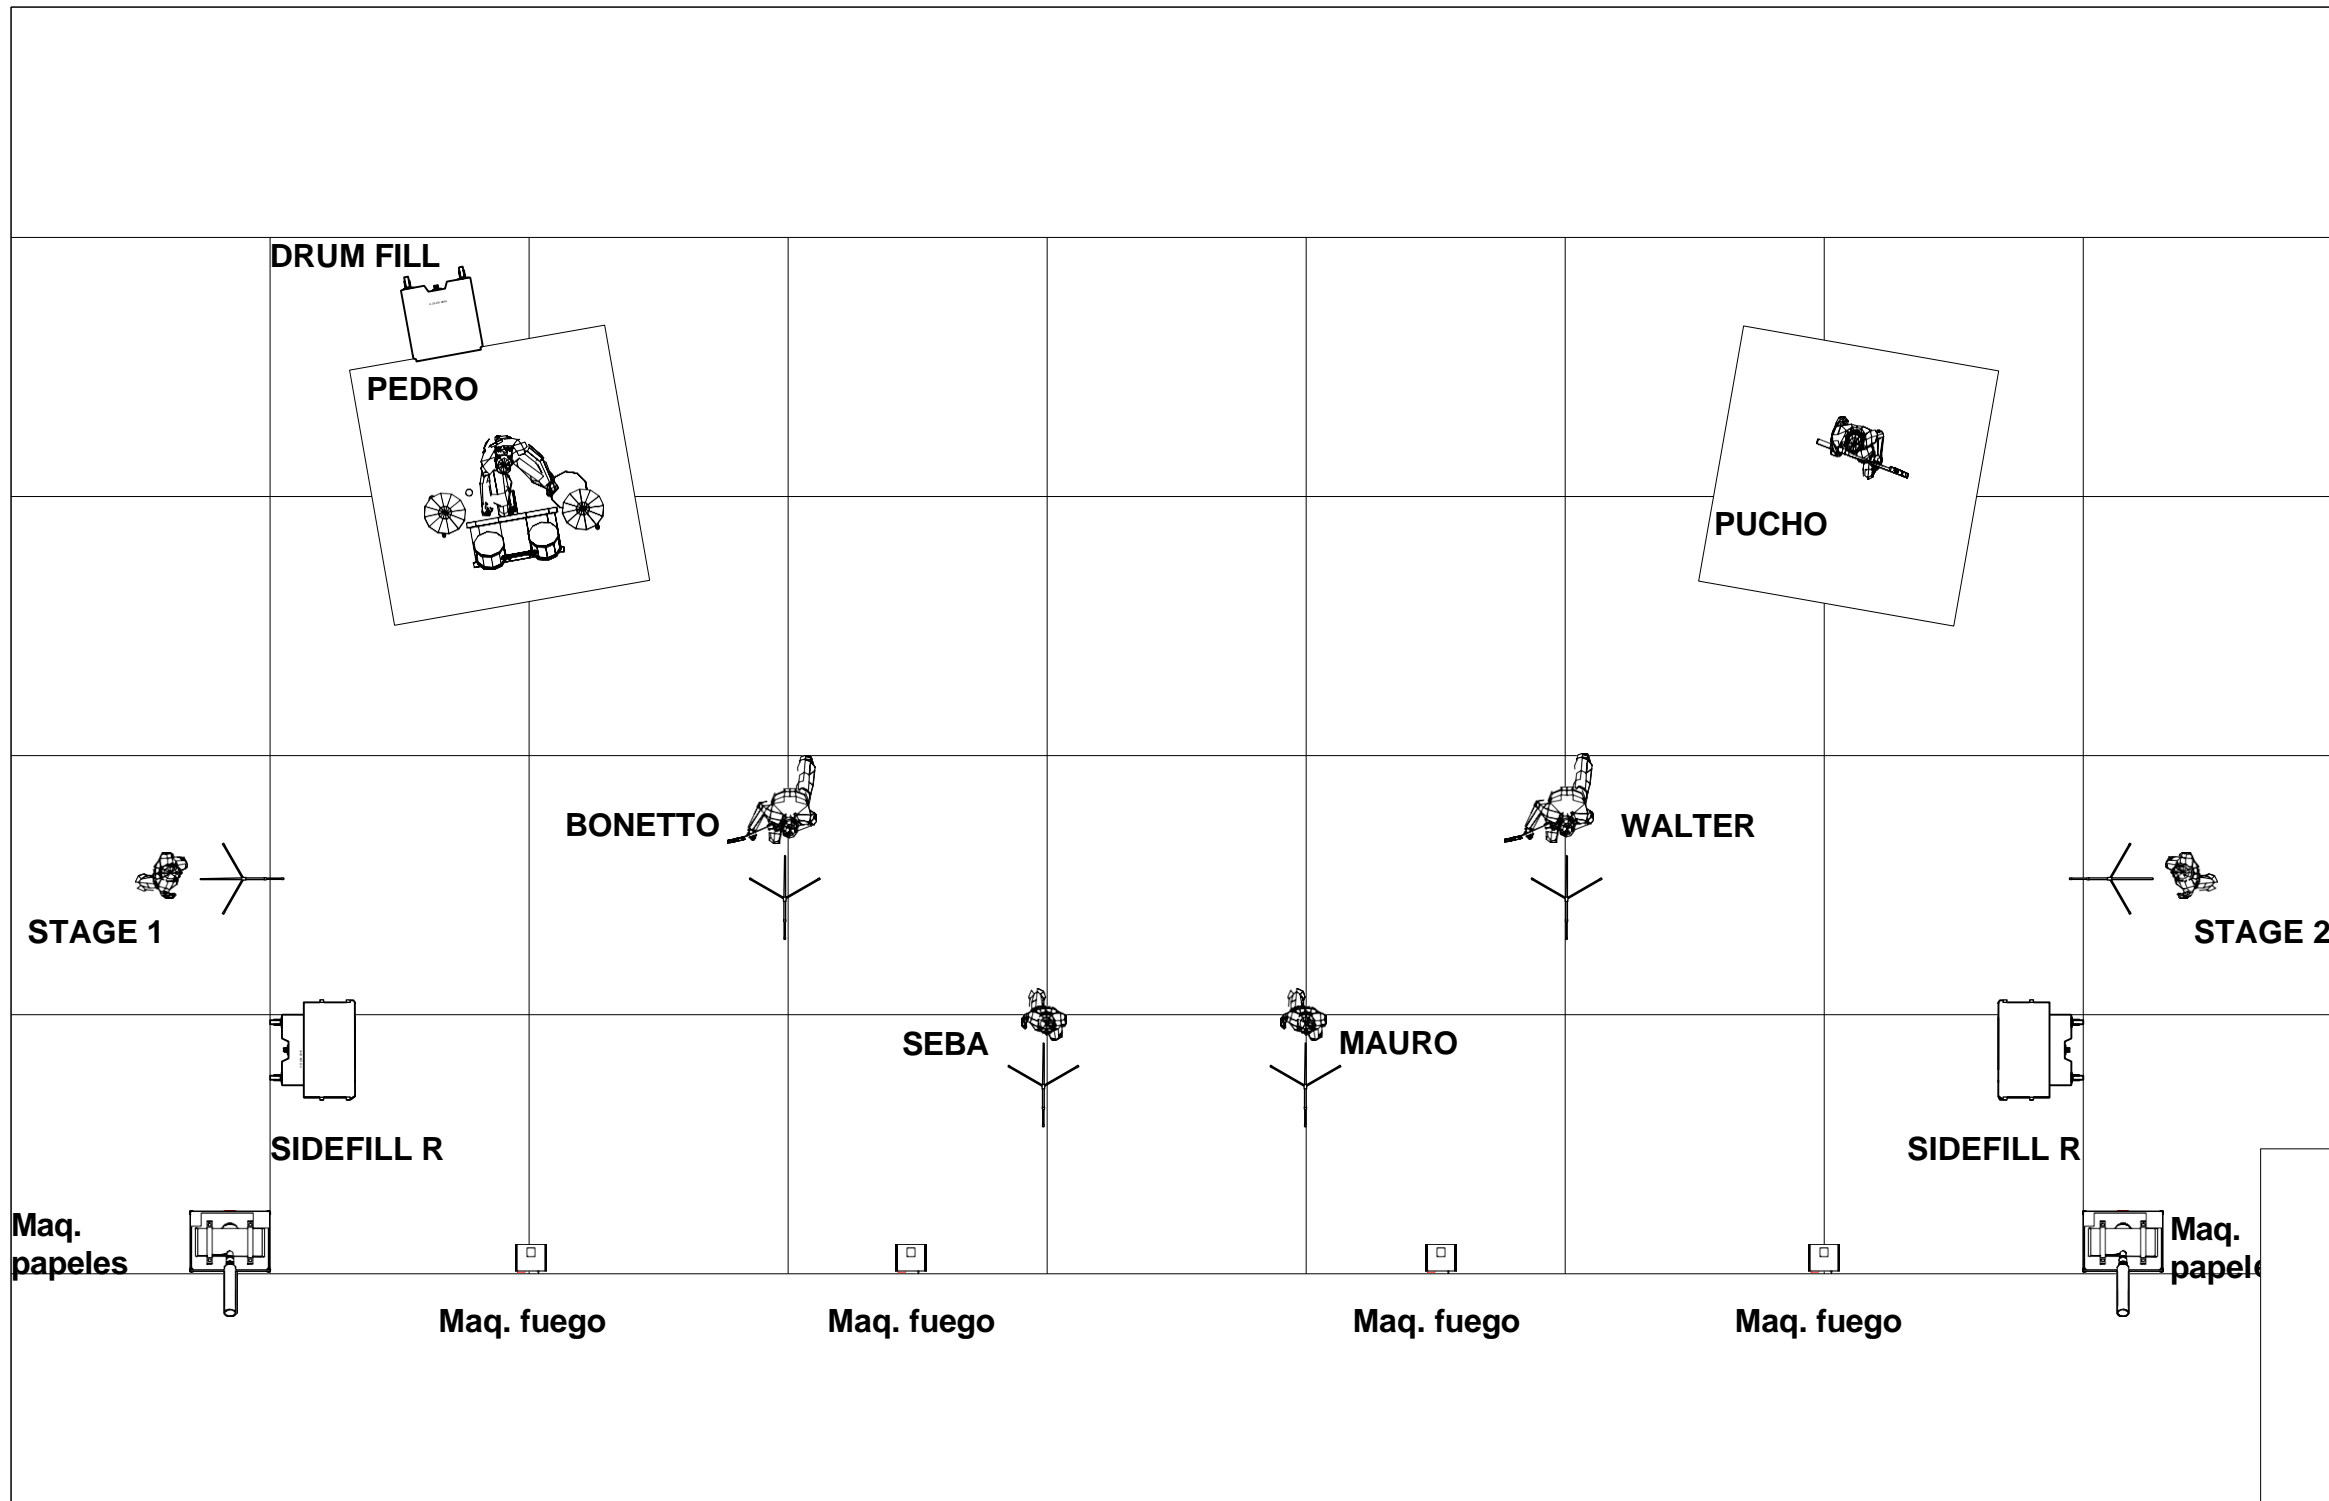 DRUM FILL
PEDRO
PUCHO
BONETTO
WALTER
STAGE 1
STAGE 2
SEBA
MAURO
SIDEFILL R
SIDEFILL R
Maq.
papeles
Maq.
papele
Maq. fuego
Maq. fuego
Maq. fuego
Maq. fuego